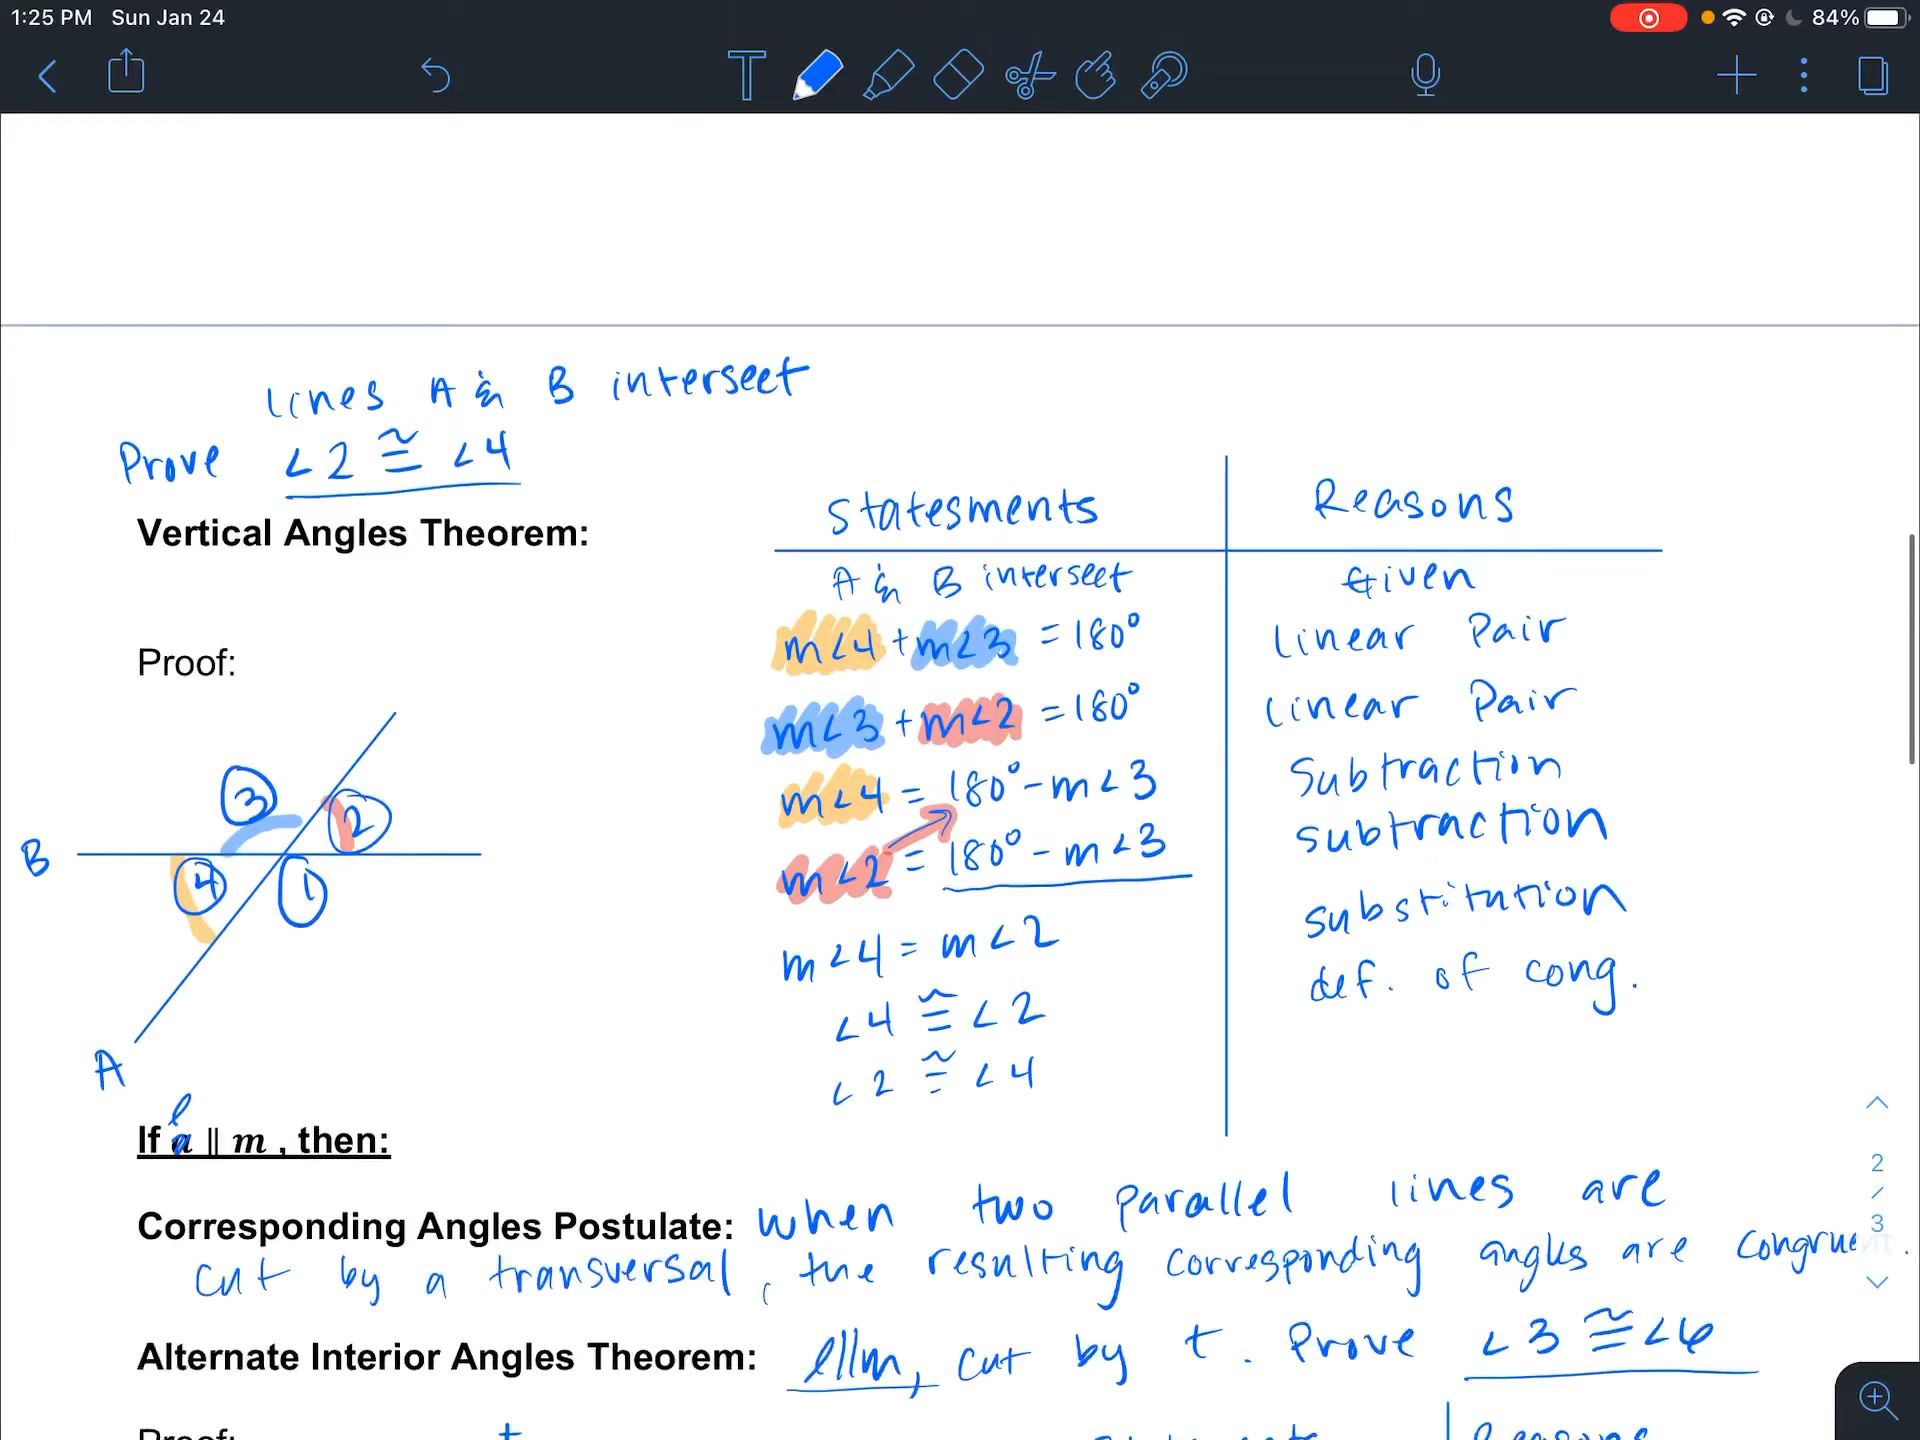 1:25 PM Sun Jan 24 84%
lines A & B intersect
Prove ∠2 ≅ ∠4
Vertical Angles Theorem:
Statesments Reasons
A & B intersect Given
m∠4 + m∠3 = 180° Linear Pair
m∠3 + m∠2 = 180° Linear Pair
m∠4 = 180° - m∠3 Subtraction
m∠2 = 180° - m∠3 subtraction
m∠4 = m∠2 substitution
∠4 ≅ ∠2 def. of cong.
∠2 ≅ ∠4
Proof:
3
2
B
4
1
A
l
If a ∥ m , then:
Corresponding Angles Postulate: when two parallel lines are
cut by a transversal, the resulting corresponding angles are congruent.
Alternate Interior Angles Theorem: l∥m, cut by t. Prove ∠3 ≅ ∠6
Proof: t Statements Reasons
2
/
3